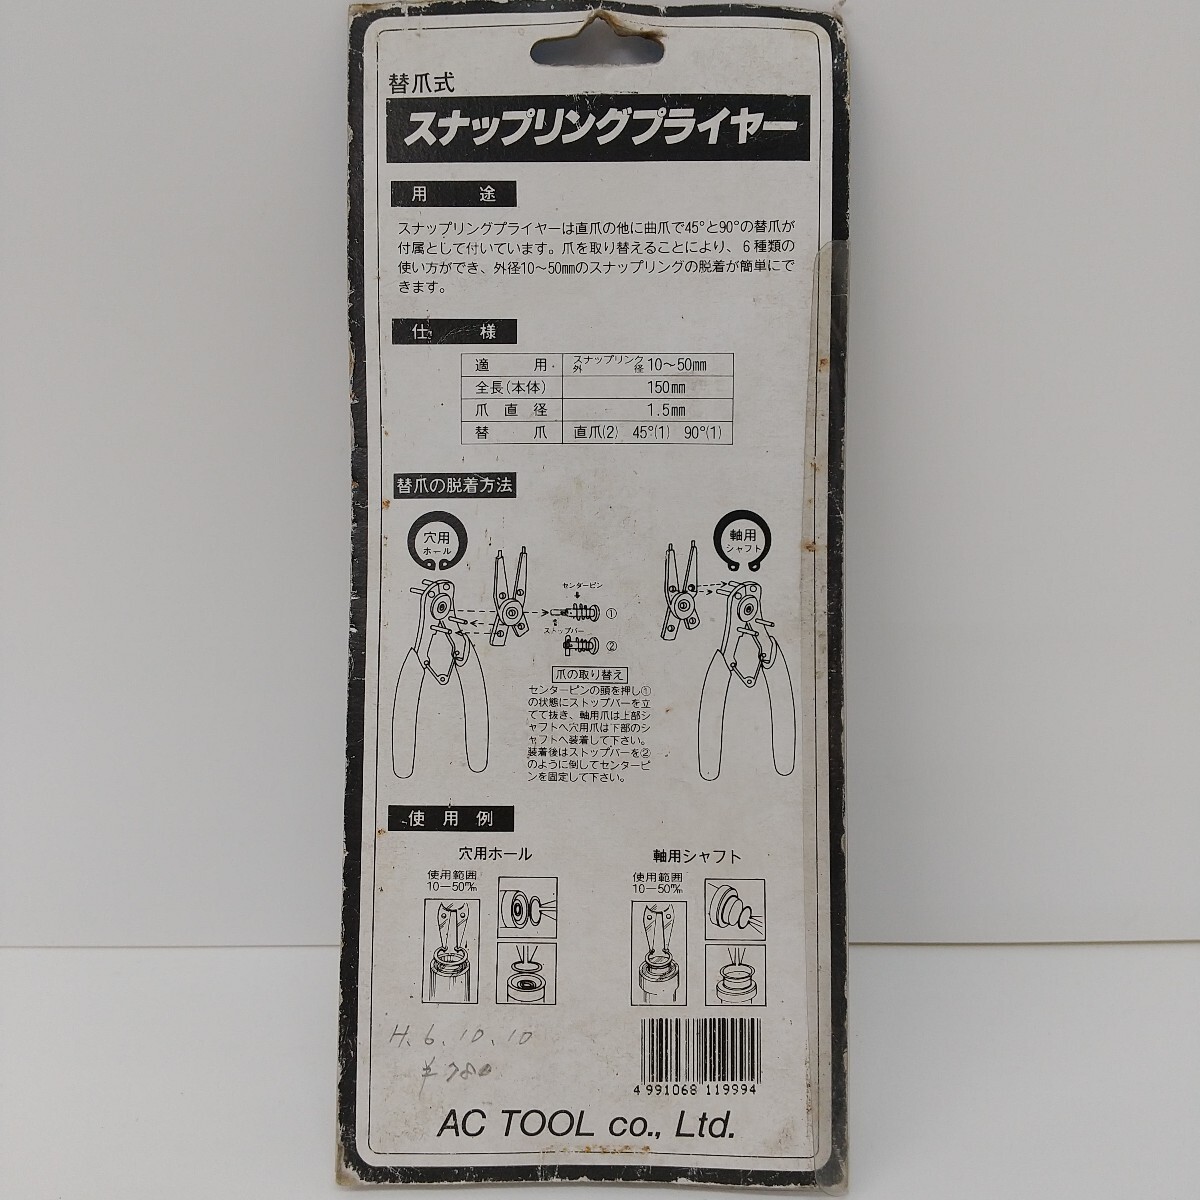 替爪式
スナップリングプライヤー
用途
スナップリングプライヤーは直爪の他に曲爪で45°と90°の替爪が
付属として付いています。爪を取り替えることにより、6種類の
使い方ができ、外径10〜50㎜のスナップリングの脱着が簡単にで
きます。
仕様
適用 スナップリング外径 10〜50㎜
全長(本体) 150㎜
爪直径 1.5㎜
替爪 直爪(2) 45°(1) 90°(1)
替爪の脱着方法
穴用
ホール
軸用
シャフト
センターピン
①
ストップバー
②
爪の取り替え
センターピンの頭を押し①
の状態にストップバーを立
てて抜き、軸用爪は上部シ
ャフトへ穴用爪は下部のシ
ャフトへ装着して下さい。
装着後はストップバーを②
のように倒してセンターピ
ンを固定して下さい。
使用例
穴用ホール
使用範囲
10—50㎜
軸用シャフト
使用範囲
10—50㎜
H.6.10.10
¥780
4 991068 119994
AC TOOL co., Ltd.